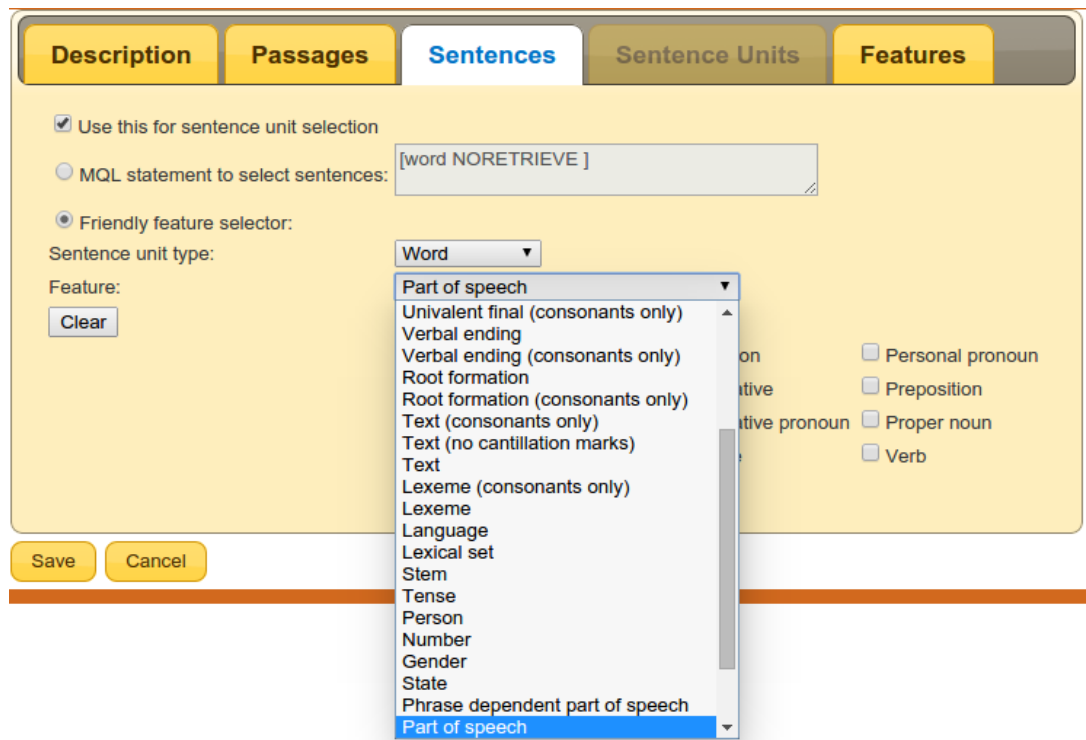 Description Passages Sentences Sentence Units Features
Use this for sentence unit selection
MQL statement to select sentences: [word NORETRIEVE ]
Friendly feature selector:
Sentence unit type: Word
Feature: Part of speech
Clear
Univalent final (consonants only)
Verbal ending
Verbal ending (consonants only)
Root formation
Root formation (consonants only)
Text (consonants only)
Text (no cantillation marks)
Text
Lexeme (consonants only)
Lexeme
Language
Lexical set
Stem
Tense
Person
Number
Gender
State
Phrase dependent part of speech
Part of speech
on Personal pronoun
ative Preposition
ative pronoun Proper noun
Verb
Save Cancel